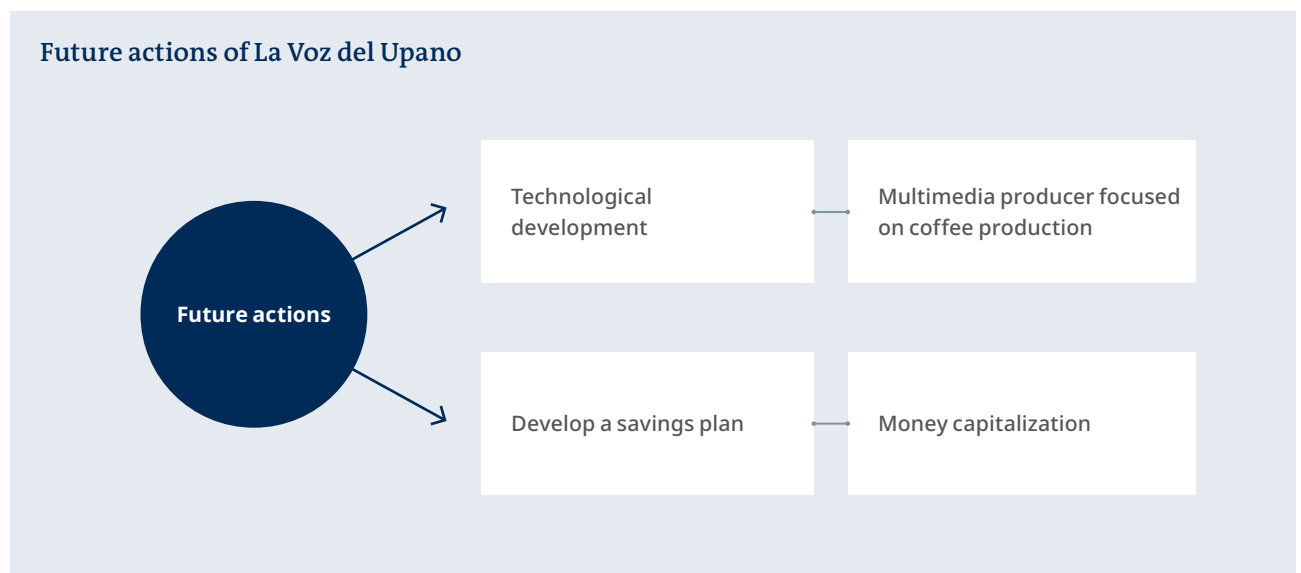 Future actions of La Voz del Upano
Future actions
Technological
development
Multimedia producer focused
on coffee production
Develop a savings plan
Money capitalization